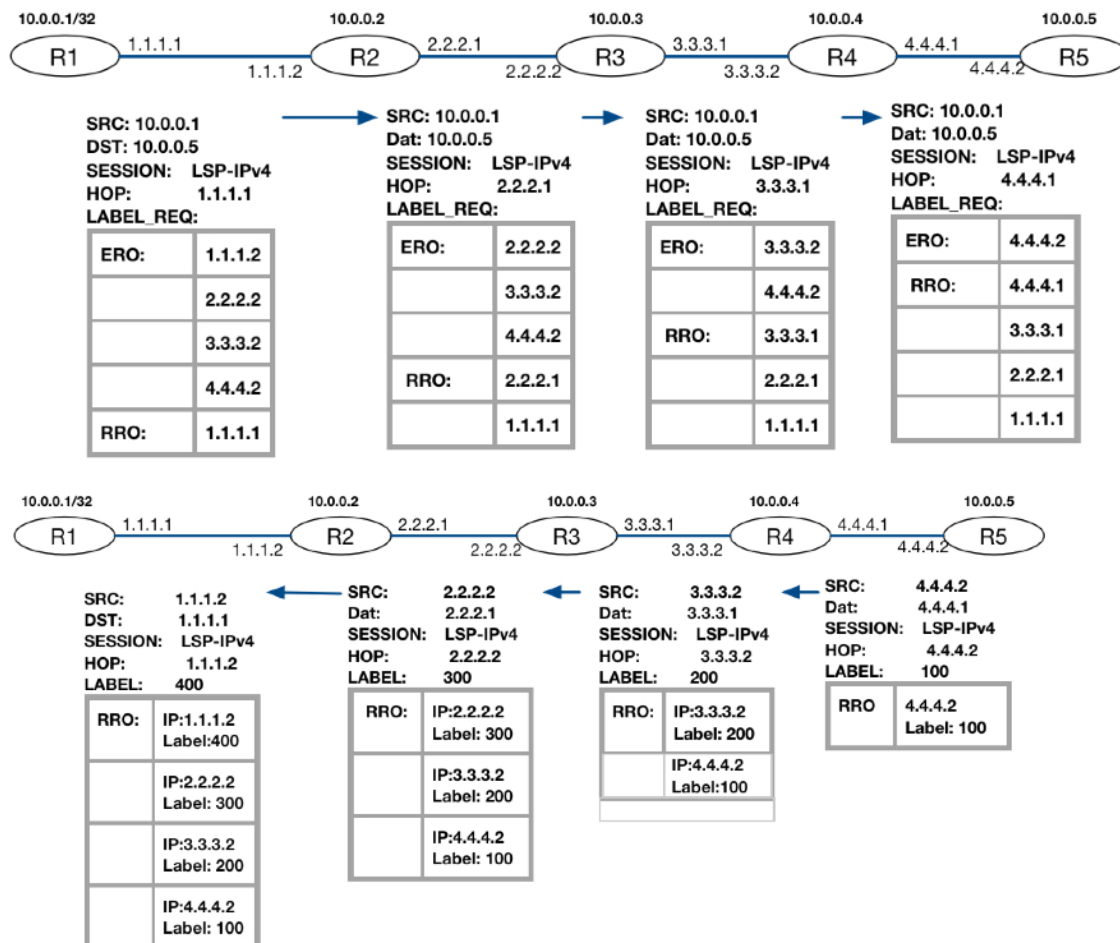 10.0.0.1/32 10.0.0.2 10.0.0.3 10.0.0.4 10.0.0.5
R1 1.1.1.1 1.1.1.2 R2 2.2.2.1 2.2.2.2 R3 3.3.3.1 3.3.3.2 R4 4.4.4.1 4.4.4.2 R5
SRC: 10.0.0.1
DST: 10.0.0.5
SESSION: LSP-IPv4
HOP: 1.1.1.1
LABEL_REQ:
ERO: 1.1.1.2
2.2.2.2
3.3.3.2
4.4.4.2
RRO: 1.1.1.1
SRC: 10.0.0.1
Dat: 10.0.0.5
SESSION: LSP-IPv4
HOP: 2.2.2.1
LABEL_REQ:
ERO: 2.2.2.2
3.3.3.2
4.4.4.2
RRO: 2.2.2.1
1.1.1.1
SRC: 10.0.0.1
Dat: 10.0.0.5
SESSION: LSP-IPv4
HOP: 3.3.3.1
LABEL_REQ:
ERO: 3.3.3.2
4.4.4.2
RRO: 3.3.3.1
2.2.2.1
1.1.1.1
SRC: 10.0.0.1
Dat: 10.0.0.5
SESSION: LSP-IPv4
HOP: 4.4.4.1
LABEL_REQ:
ERO: 4.4.4.2
RRO: 4.4.4.1
3.3.3.1
2.2.2.1
1.1.1.1
10.0.0.1/32 10.0.0.2 10.0.0.3 10.0.0.4 10.0.0.5
R1 1.1.1.1 1.1.1.2 R2 2.2.2.1 2.2.2.2 R3 3.3.3.1 3.3.3.2 R4 4.4.4.1 4.4.4.2 R5
SRC: 1.1.1.2
DST: 1.1.1.1
SESSION: LSP-IPv4
HOP: 1.1.1.2
LABEL: 400
RRO: IP:1.1.1.2
Label:400
IP:2.2.2.2
Label: 300
IP:3.3.3.2
Label: 200
IP:4.4.4.2
Label: 100
SRC: 2.2.2.2
Dat: 2.2.2.1
SESSION: LSP-IPv4
HOP: 2.2.2.2
LABEL: 300
RRO: IP:2.2.2.2
Label: 300
IP:3.3.3.2
Label: 200
IP:4.4.4.2
Label: 100
SRC: 3.3.3.2
Dat: 3.3.3.1
SESSION: LSP-IPv4
HOP: 3.3.3.2
LABEL: 200
RRO: IP:3.3.3.2
Label: 200
IP:4.4.4.2
Label:100
SRC: 4.4.4.2
Dat: 4.4.4.1
SESSION: LSP-IPv4
HOP: 4.4.4.2
LABEL: 100
RRO 4.4.4.2
Label: 100